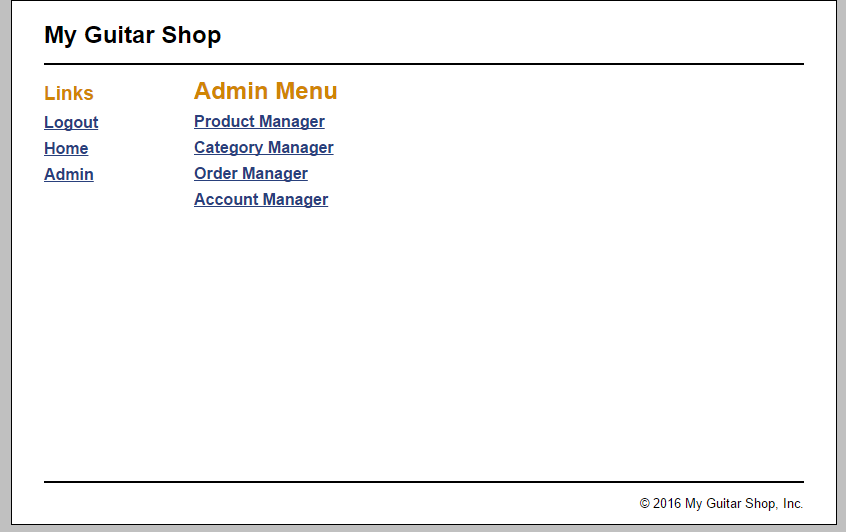 My Guitar Shop
Links
Logout
Home
Admin
Admin Menu
Product Manager
Category Manager
Order Manager
Account Manager
© 2016 My Guitar Shop, Inc.